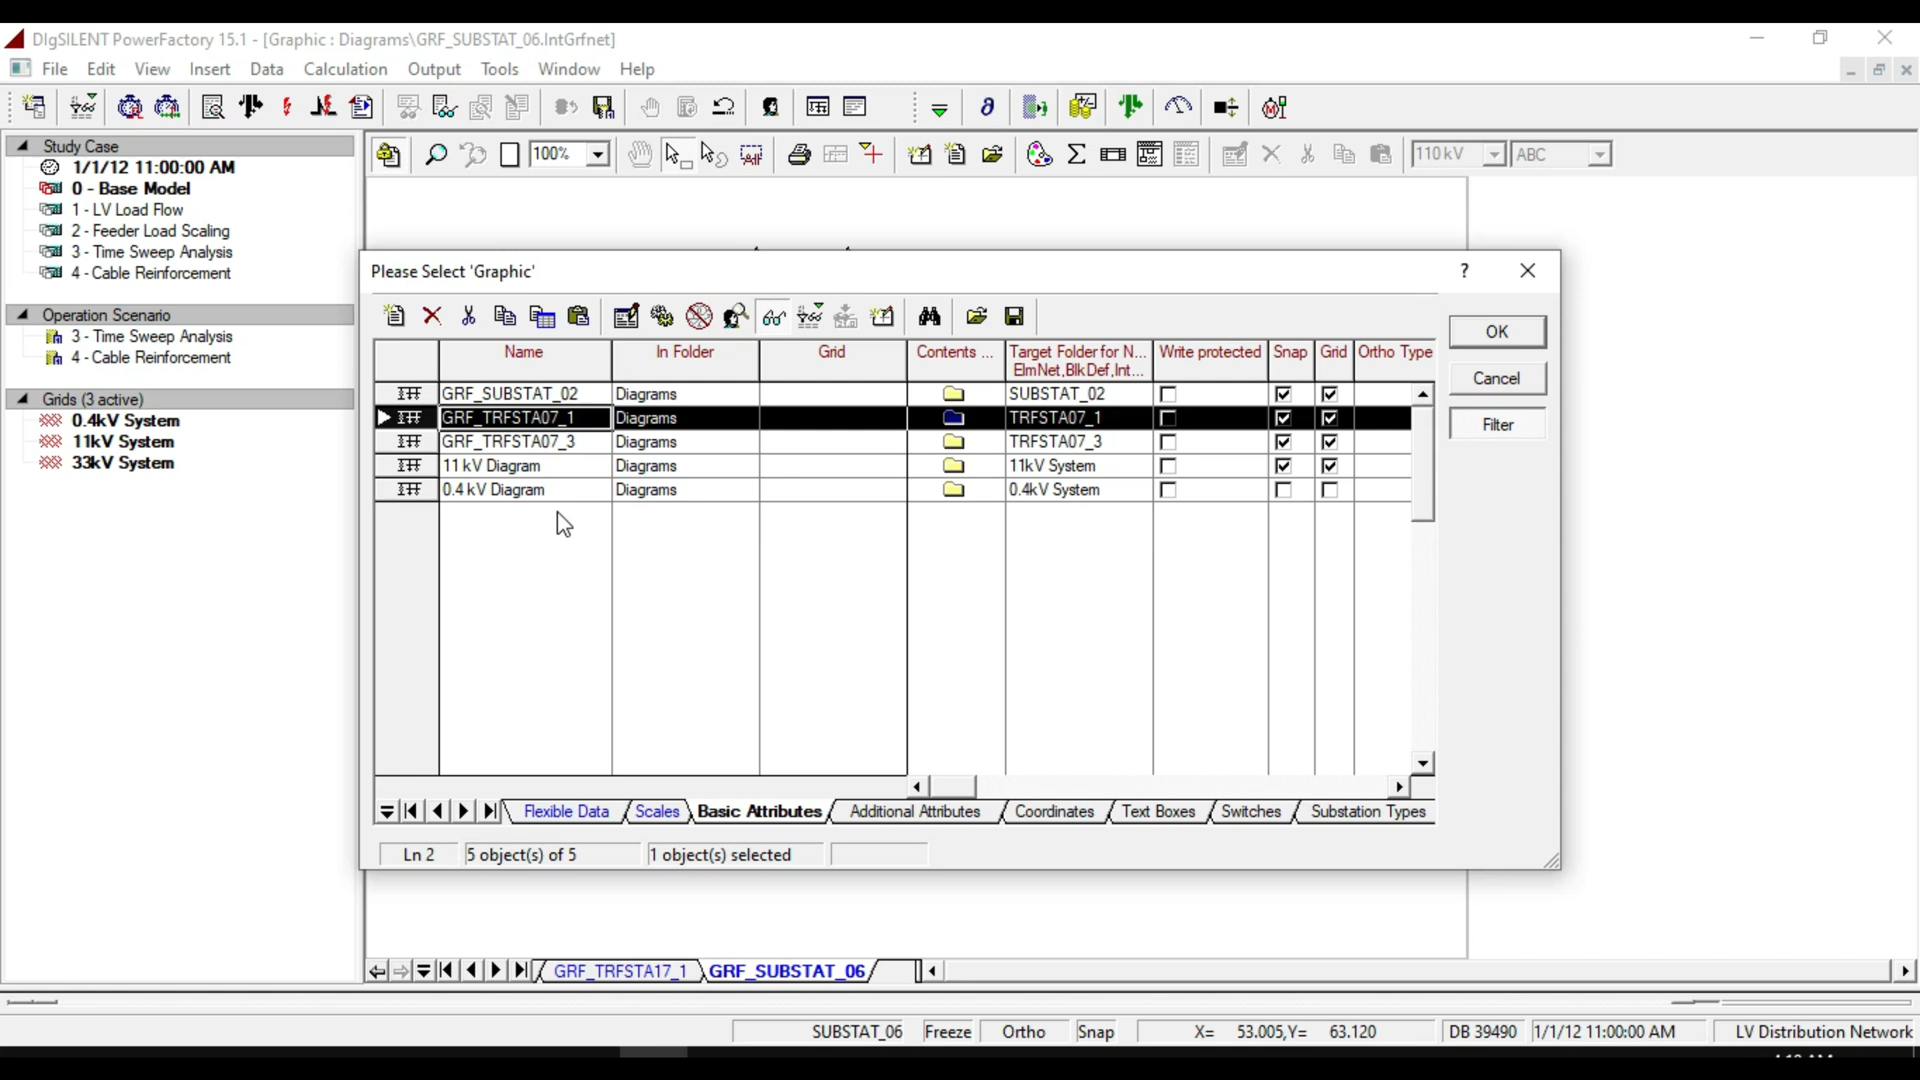 DIgSILENT PowerFactory 15.1 - [Graphic : Diagrams\GRF_SUBSTAT_06.IntGrfnet]
File Edit View Insert Data Calculation Output Tools Window Help
100% 110 kV ABC
Study Case
1/1/12 11:00:00 AM
0 - Base Model
1 - LV Load Flow
2 - Feeder Load Scaling
3 - Time Sweep Analysis
4 - Cable Reinforcement
Operation Scenario
3 - Time Sweep Analysis
4 - Cable Reinforcement
Grids (3 active)
0.4kV System
11kV System
33kV System
Please Select 'Graphic' ?
Name In Folder Grid Contents ... Target Folder for N... Write protected Snap Grid Ortho Type
ElmNet,BlkDef,Int...
GRF_SUBSTAT_02 Diagrams SUBSTAT_02
GRF_TRFSTA07_1 Diagrams TRFSTA07_1
GRF_TRFSTA07_3 Diagrams TRFSTA07_3
11 kV Diagram Diagrams 11kV System
0.4 kV Diagram Diagrams 0.4kV System
OK
Cancel
Filter
Flexible Data Scales Basic Attributes Additional Attributes Coordinates Text Boxes Switches Substation Types
Ln 2 5 object(s) of 5 1 object(s) selected
GRF_TRFSTA17_1 GRF_SUBSTAT_06
SUBSTAT_06 Freeze Ortho Snap X= 53.005,Y= 63.120 DB 39490 1/1/12 11:00:00 AM LV Distribution Network